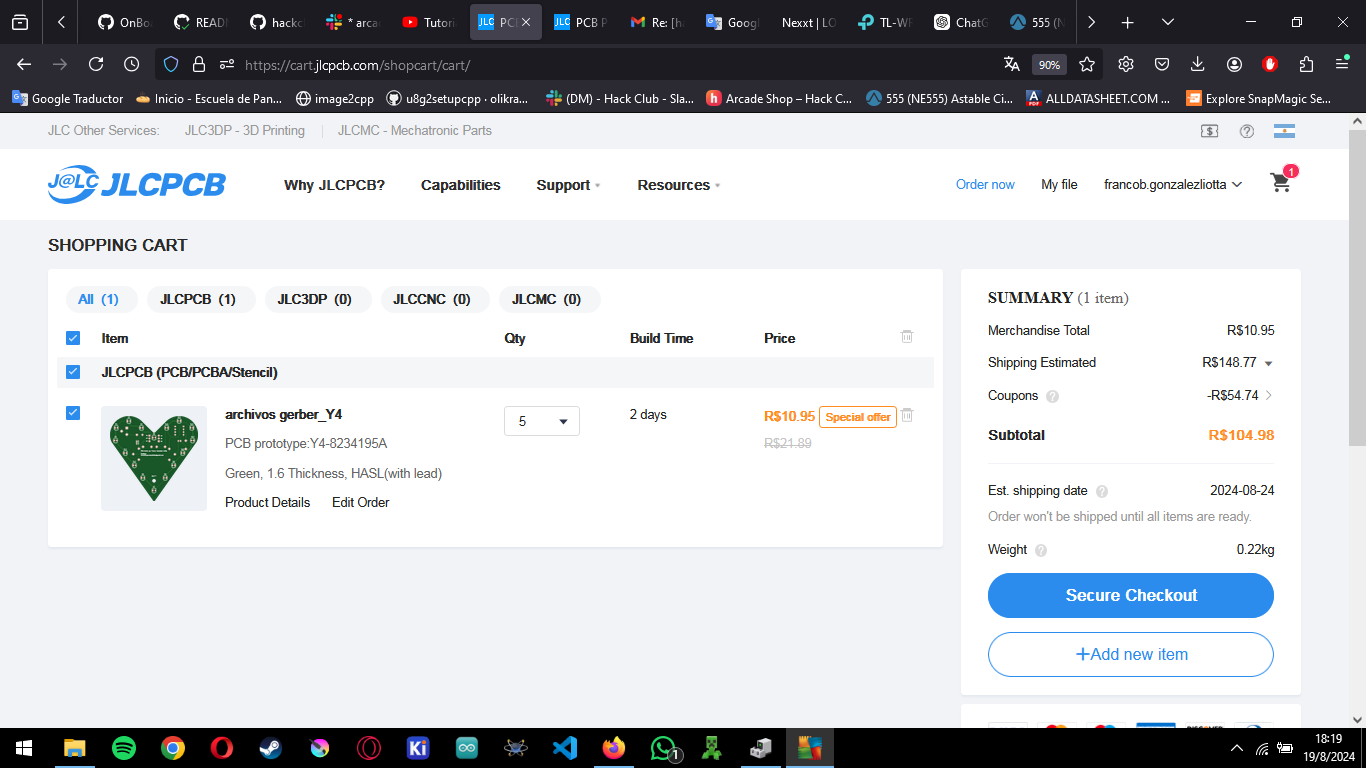 OnBo
READ
hackcl
* arca
Tutori
PC
PCB P
Re: [ha
Googl
Nexxt | LO
TL-WR
ChatG
555 (N
https://cart.jlcpcb.com/shopcart/cart/
90%
Google Traductor
Inicio - Escuela de Pan...
image2cpp
u8g2setupcpp · olikra...
(DM) - Hack Club - Sla...
Arcade Shop – Hack C...
555 (NE555) Astable Ci...
ALLDATASHEET.COM ...
Explore SnapMagic Se...
JLC Other Services:
JLC3DP - 3D Printing
JLCMC - Mechatronic Parts
J@LC JLCPCB
Why JLCPCB?
Capabilities
Support
Resources
Order now
My file
francob.gonzalezliotta
1
SHOPPING CART
All (1)
JLCPCB (1)
JLC3DP (0)
JLCCNC (0)
JLCMC (0)
Item
Qty
Build Time
Price
JLCPCB (PCB/PCBA/Stencil)
archivos gerber_Y4
5
2 days
R$10.95
Special offer
PCB prototype:Y4-8234195A
R$21.89
Green, 1.6 Thickness, HASL(with lead)
Product Details
Edit Order
SUMMARY (1 item)
Merchandise Total
R$10.95
Shipping Estimated
R$148.77
Coupons
-R$54.74
Subtotal
R$104.98
Est. shipping date
2024-08-24
Order won't be shipped until all items are ready.
Weight
0.22kg
Secure Checkout
+Add new item
18:19
19/8/2024